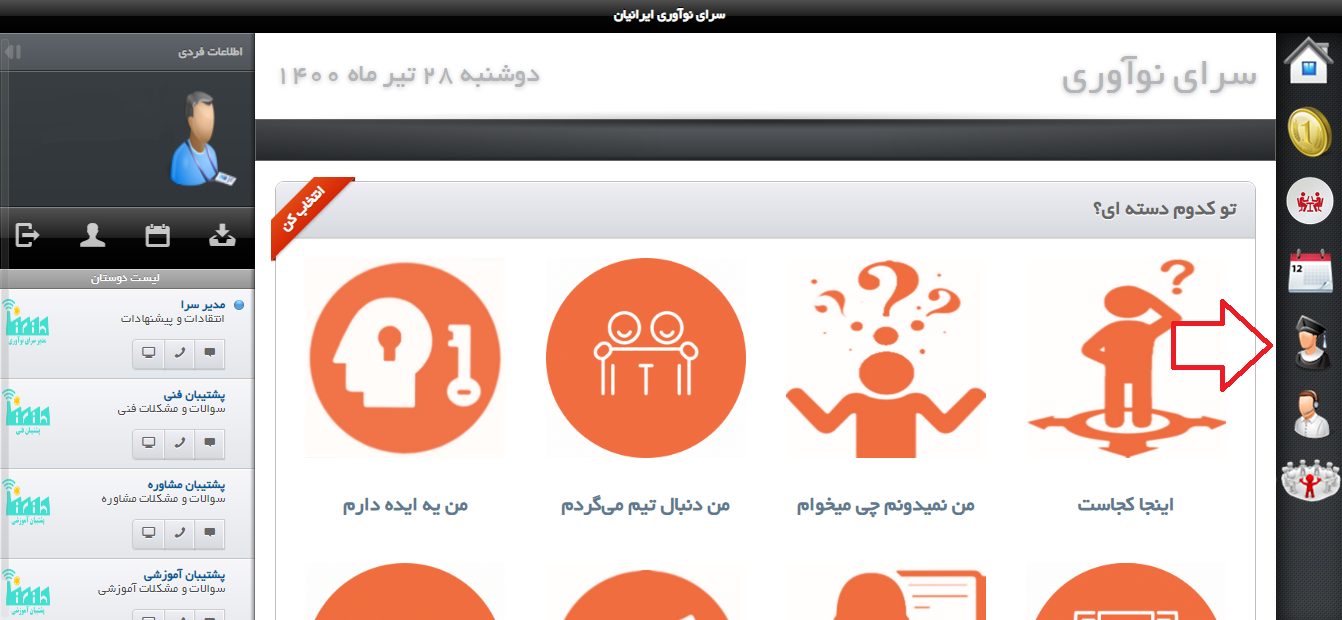 سرای نوآوری ایرانیان
سرای نوآوری
دوشنبه ۲۸ تیر ماه ۱۴۰۰
اطلاعات فردی
تو کدوم دسته ای؟
انتخاب کن
اینجا کجاست
من نمیدونم چی میخوام
من دنبال تیم می‌گردم
من یه ایده دارم
12
1
لیست دوستان
مدیر سرا
انتقادات و پیشنهادات
مدیر سرای نوآوری
پشتیبان فنی
سوالات و مشکلات فنی
پشتیبان فنی
پشتیبان مشاوره
سوالات و مشکلات مشاوره
پشتیبان آموزشی
پشتیبان آموزشی
سوالات و مشکلات آموزشی
پشتیبان آموزشی